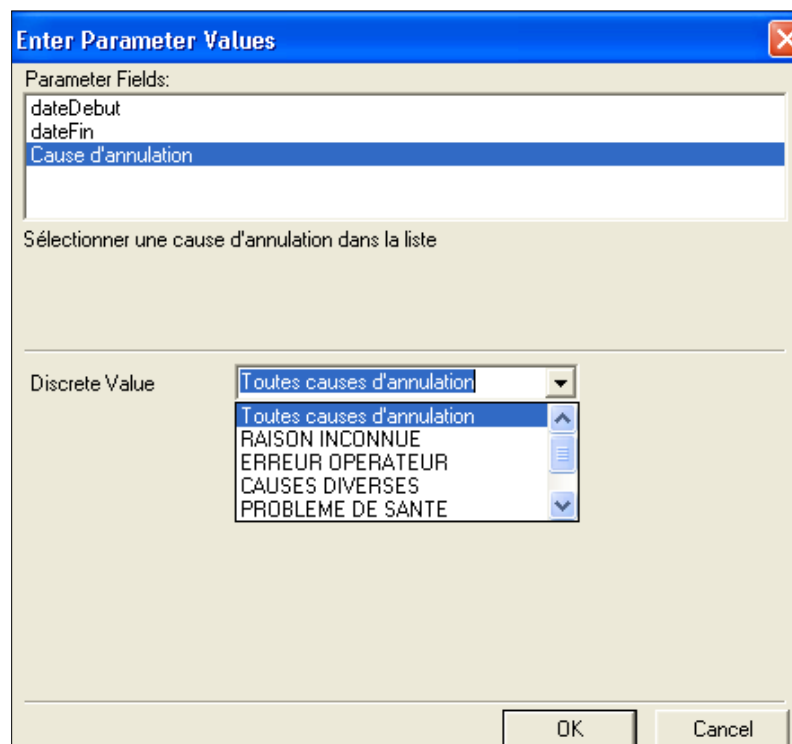 Enter Parameter Values
Parameter Fields:
dateDebut
dateFin
Cause d'annulation
Sélectionner une cause d'annulation dans la liste
Discrete Value
Toutes causes d'annulation
Toutes causes d'annulation
RAISON INCONNUE
ERREUR OPERATEUR
CAUSES DIVERSES
PROBLEME DE SANTE
OK
Cancel